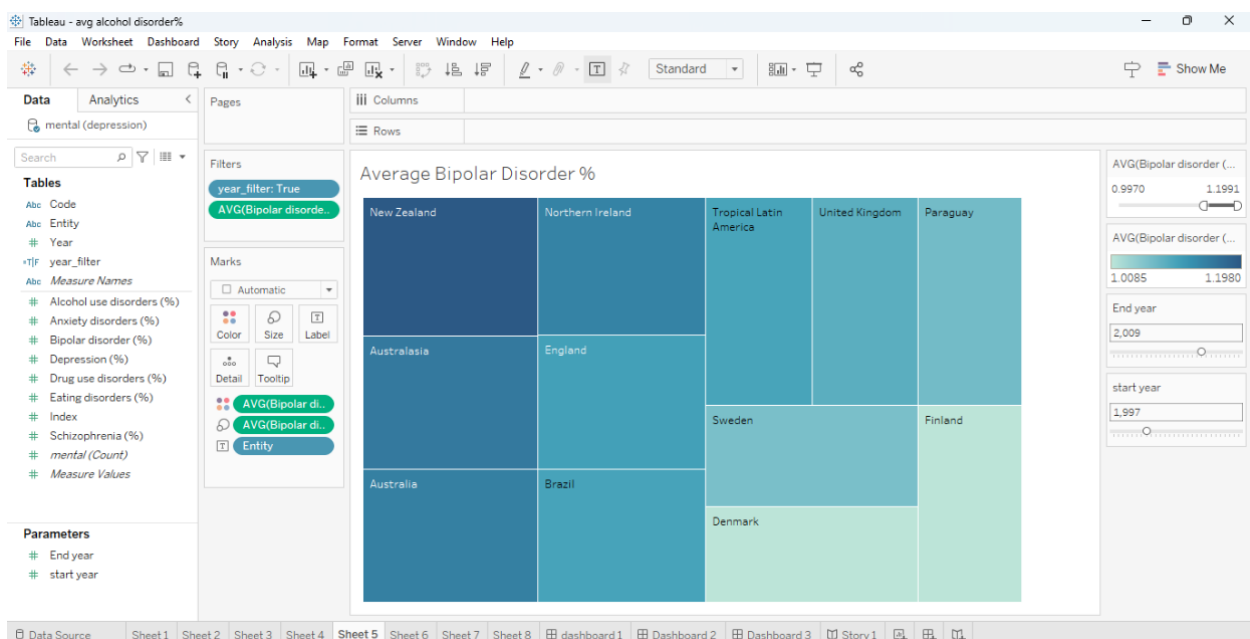 Tableau - avg alcohol disorder%
File Data Worksheet Dashboard Story Analysis Map Format Server Window Help
Standard
Show Me
Data Analytics
mental (depression)
Search
Tables
Abc Code
Abc Entity
# Year
T|F year_filter
Abc Measure Names
# Alcohol use disorders (%)
# Anxiety disorders (%)
# Bipolar disorder (%)
# Depression (%)
# Drug use disorders (%)
# Eating disorders (%)
# Index
# Schizophrenia (%)
# mental (Count)
# Measure Values
Parameters
# End year
# start year
Pages
Filters
year_filter: True
AVG(Bipolar disorde..
Marks
Automatic
Color Size Label
Detail Tooltip
AVG(Bipolar di..
AVG(Bipolar di..
T Entity
Columns
Rows
Average Bipolar Disorder %
New Zealand
Northern Ireland
Tropical Latin
America
United Kingdom
Paraguay
Australasia
England
Sweden
Finland
Australia
Brazil
Denmark
AVG(Bipolar disorder (...
0.9970 1.1991
AVG(Bipolar disorder (...
1.0085 1.1980
End year
2,009
start year
1,997
Data Source Sheet 1 Sheet 2 Sheet 3 Sheet 4 Sheet 5 Sheet 6 Sheet 7 Sheet 8 dashboard 1 Dashboard 2 Dashboard 3 Story 1